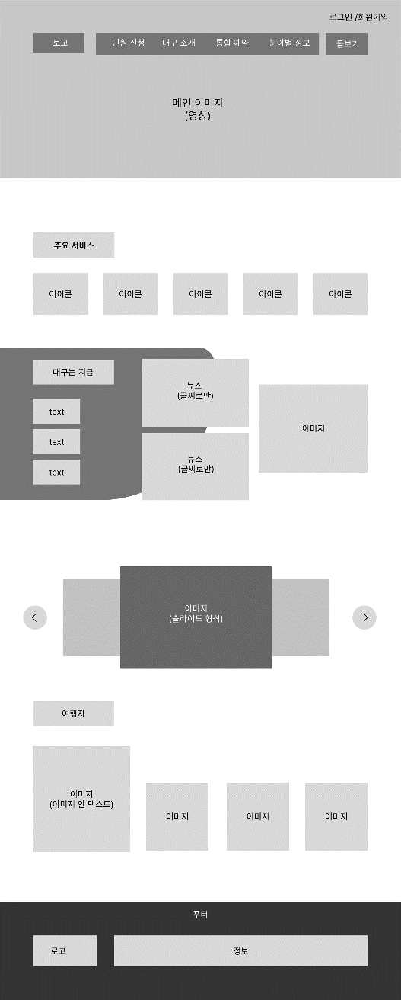 로그인 /회원가입
로고
민원 신청
대구 소개
통합 예약
분야별 정보
돋보기
메인 이미지
(영상)
주요 서비스
아이콘
아이콘
아이콘
아이콘
아이콘
대구는 지금
text
text
text
뉴스
(글씨로만)
뉴스
(글씨로만)
이미지
이미지
(슬라이드 형식)
여행지
이미지
(이미지 안 텍스트)
이미지
이미지
이미지
푸터
로고
정보